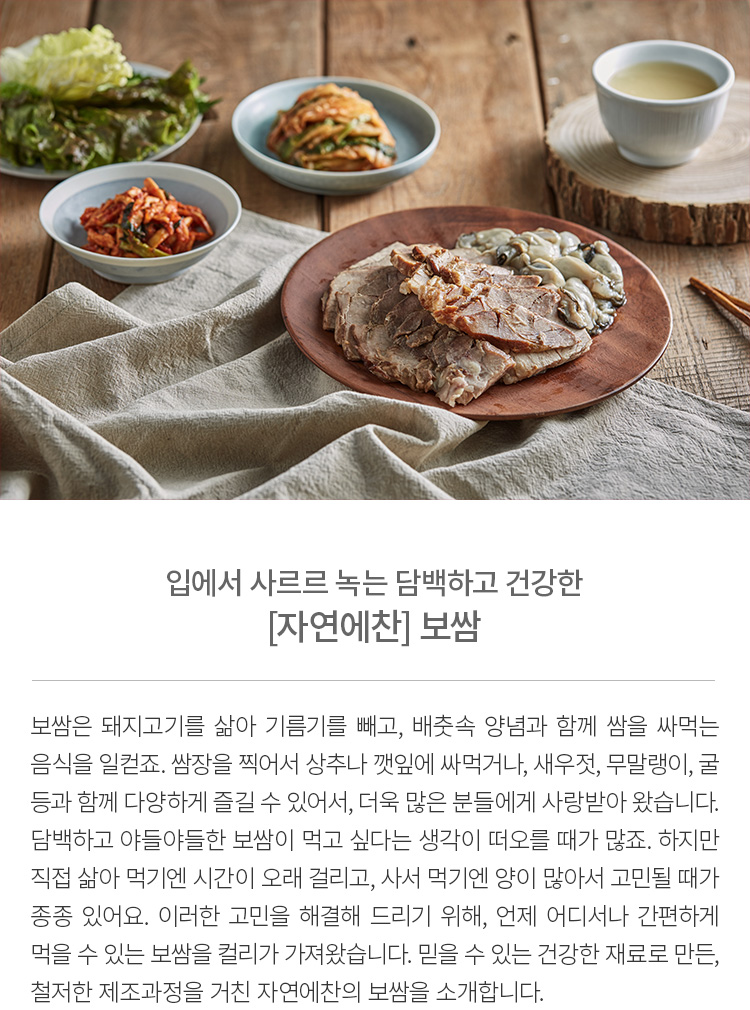 입에서 사르르 녹는 담백하고 건강한
[자연에찬] 보쌈
보쌈은 돼지고기를 삶아 기름기를 빼고, 배춧속 양념과 함께 쌈을 싸먹는
음식을 일컫죠. 쌈장을 찍어서 상추나 깻잎에 싸먹거나, 새우젓, 무말랭이, 굴
등과 함께 다양하게 즐길 수 있어서, 더욱 많은 분들에게 사랑받아 왔습니다.
담백하고 야들야들한 보쌈이 먹고 싶다는 생각이 떠오를 때가 많죠. 하지만
직접 삶아 먹기엔 시간이 오래 걸리고, 사서 먹기엔 양이 많아서 고민될 때가
종종 있어요. 이러한 고민을 해결해 드리기 위해, 언제 어디서나 간편하게
먹을 수 있는 보쌈을 컬리가 가져왔습니다. 믿을 수 있는 건강한 재료로 만든,
철저한 제조과정을 거친 자연에찬의 보쌈을 소개합니다.